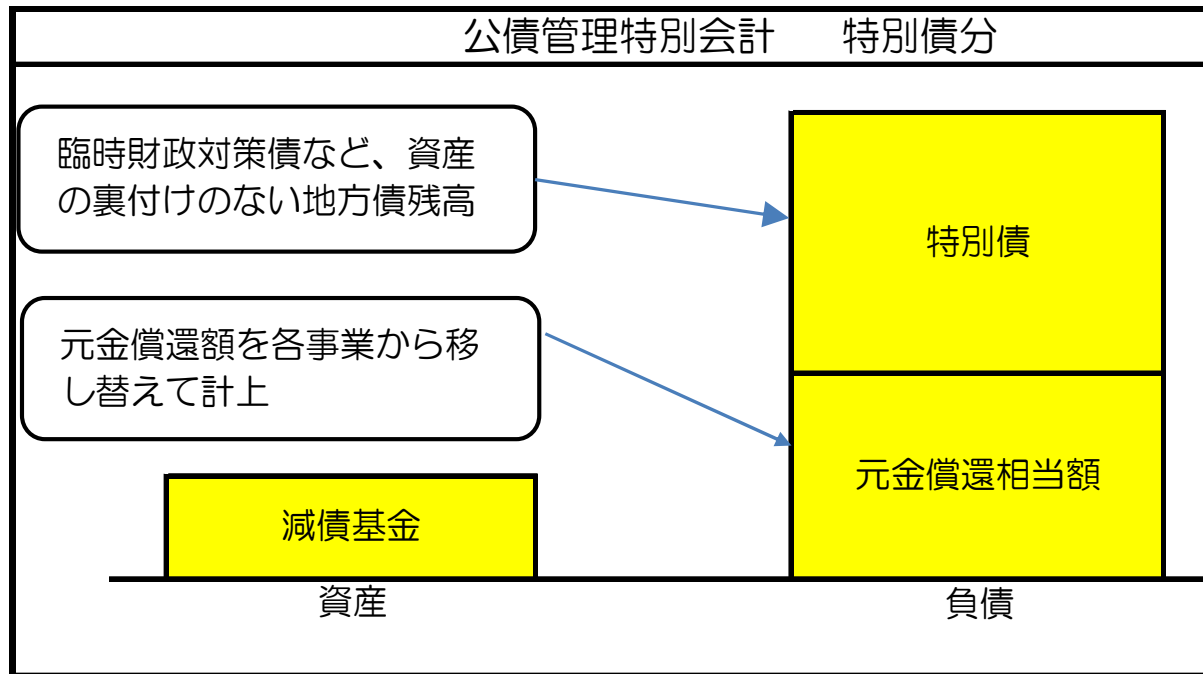 公債管理特別会計　　特別債分
臨時財政対策債など、資産
の裏付けのない地方債残高
特別債
元金償還額を各事業から移
し替えて計上
元金償還相当額
減債基金
資産
負債